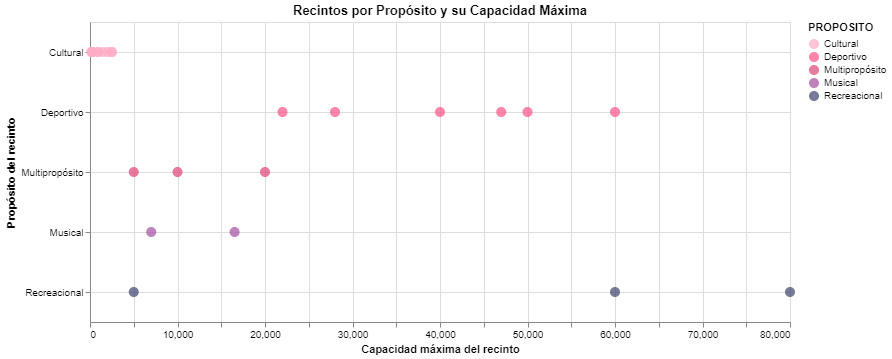 Recintos por Propósito y su Capacidad Máxima
PROPOSITO
Cultural
Deportivo
Multipropósito
Musical
Recreacional
Propósito del recinto
Cultural
Deportivo
Multipropósito
Musical
Recreacional
0 10,000 20,000 30,000 40,000 50,000 60,000 70,000 80,000
Capacidad máxima del recinto